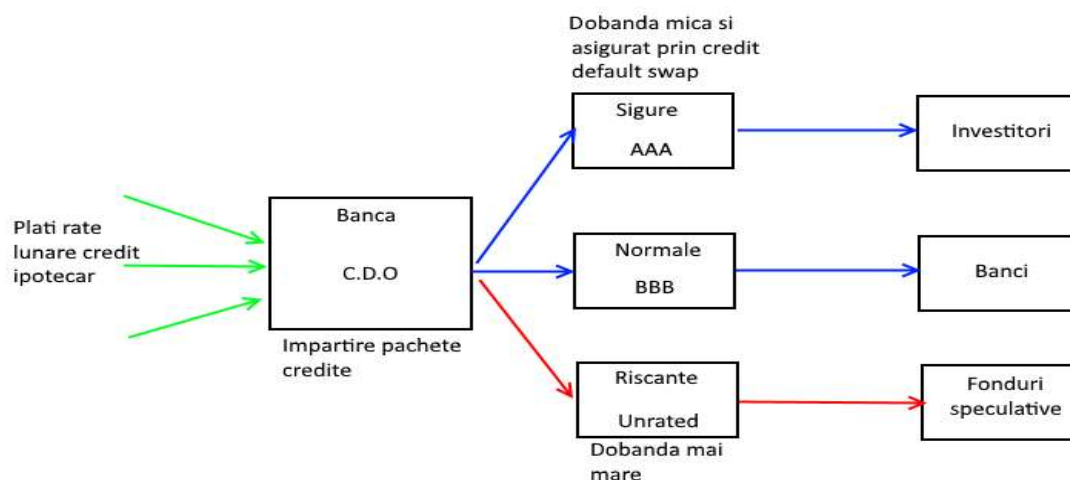 Plati rate
lunare credit
ipotecar
Banca
C.D.O
Impartire pachete
credite
Dobanda mica si
asigurat prin credit
default swap
Sigure
AAA
Investitori
Normale
BBB
Banci
Riscante
Unrated
Dobanda mai
mare
Fonduri
speculative